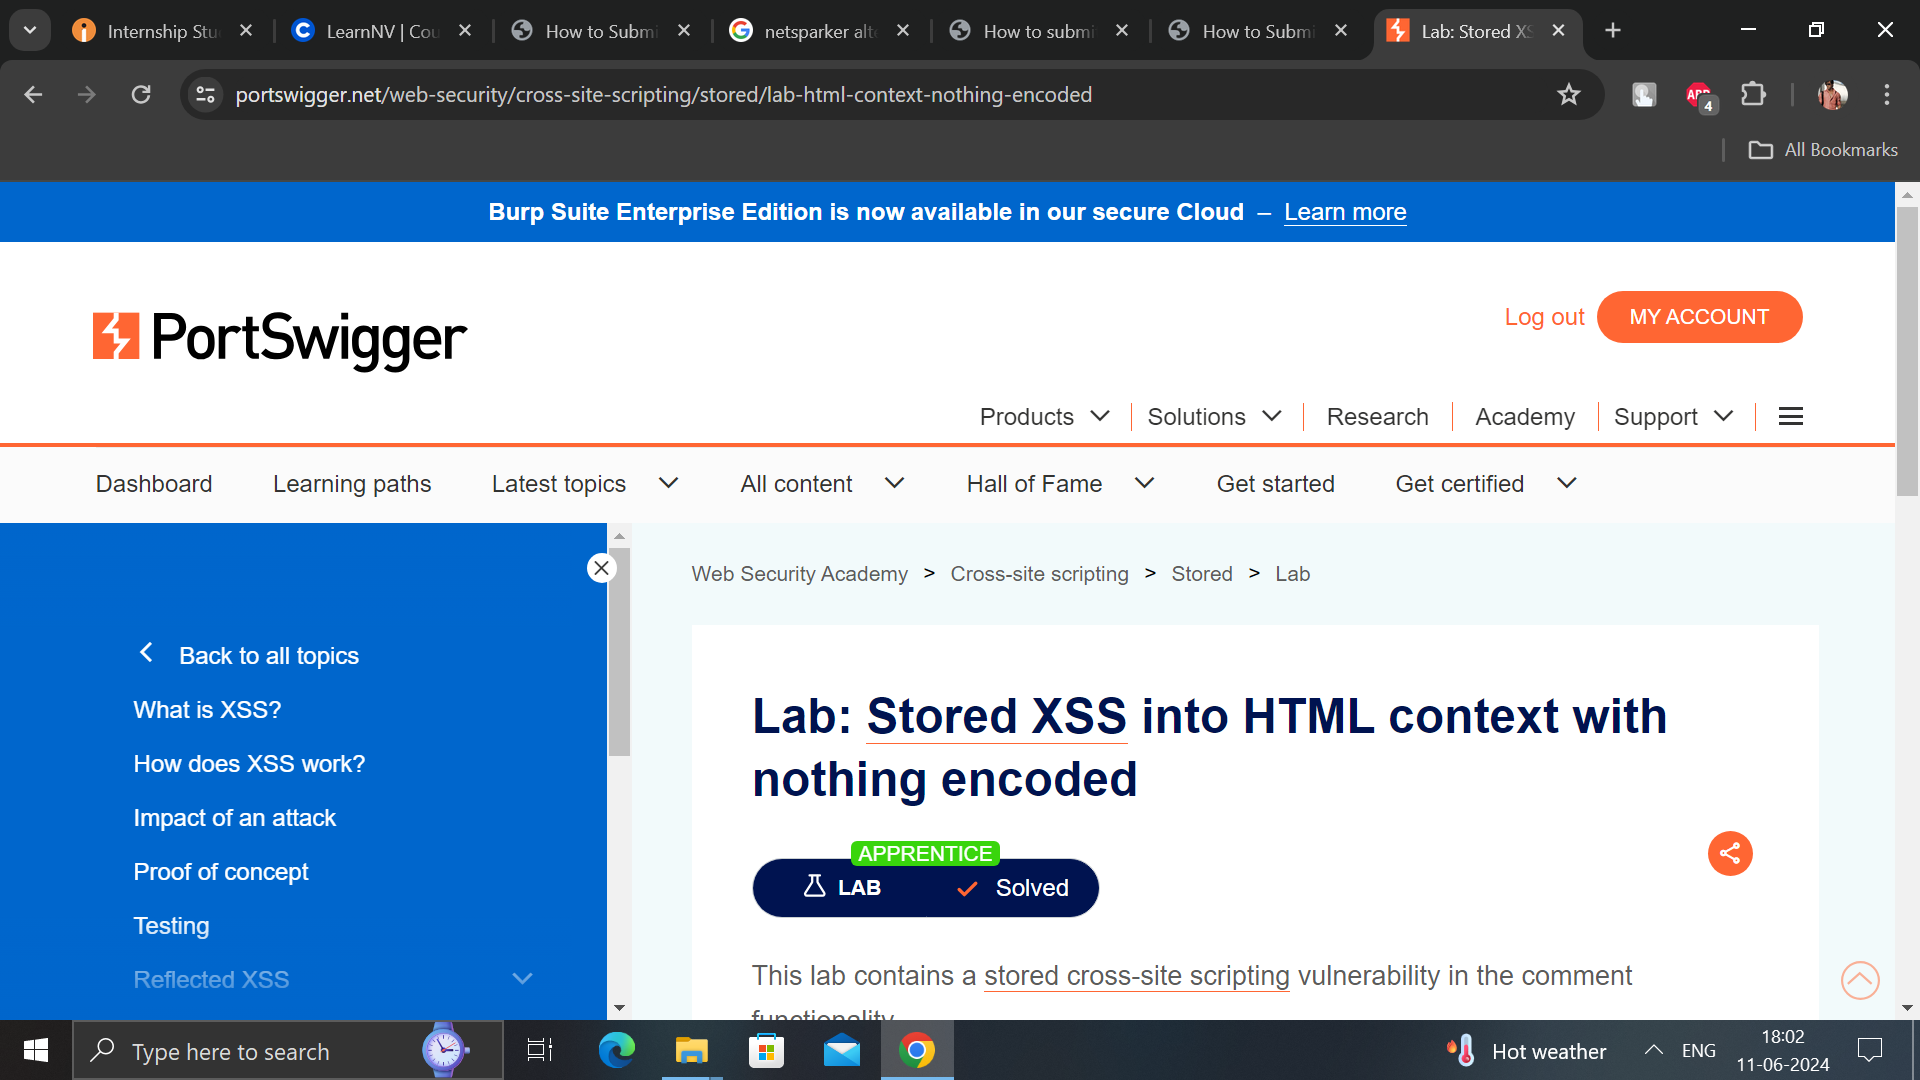 Internship Stu
LearnNV | Cou
How to Submi
netsparker alt
How to submi
How to Submi
Lab: Stored XS
portswigger.net/web-security/cross-site-scripting/stored/lab-html-context-nothing-encoded
ABP
4
All Bookmarks
Burp Suite Enterprise Edition is now available in our secure Cloud – Learn more
PortSwigger
Log out
MY ACCOUNT
Products
Solutions
Research
Academy
Support
Dashboard
Learning paths
Latest topics
All content
Hall of Fame
Get started
Get certified
Web Security Academy > Cross-site scripting > Stored > Lab
Back to all topics
What is XSS?
How does XSS work?
Impact of an attack
Proof of concept
Testing
Reflected XSS
Lab: Stored XSS into HTML context with
nothing encoded
APPRENTICE
LAB
Solved
This lab contains a stored cross-site scripting vulnerability in the comment
functionality
Type here to search
Hot weather
ENG
18:02
11-06-2024